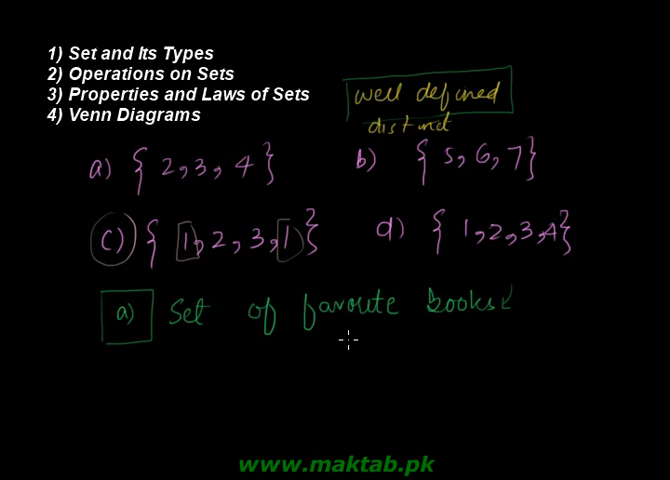 1) Set and Its Types
2) Operations on Sets
3) Properties and Laws of Sets
4) Venn Diagrams
well defined
distinct
a) { 2, 3, 4 }
b) { 5, 6, 7 }
c) { 1, 2, 3, 1 }
d) { 1, 2, 3, 4 }
a) Set of favorite books
www.maktab.pk